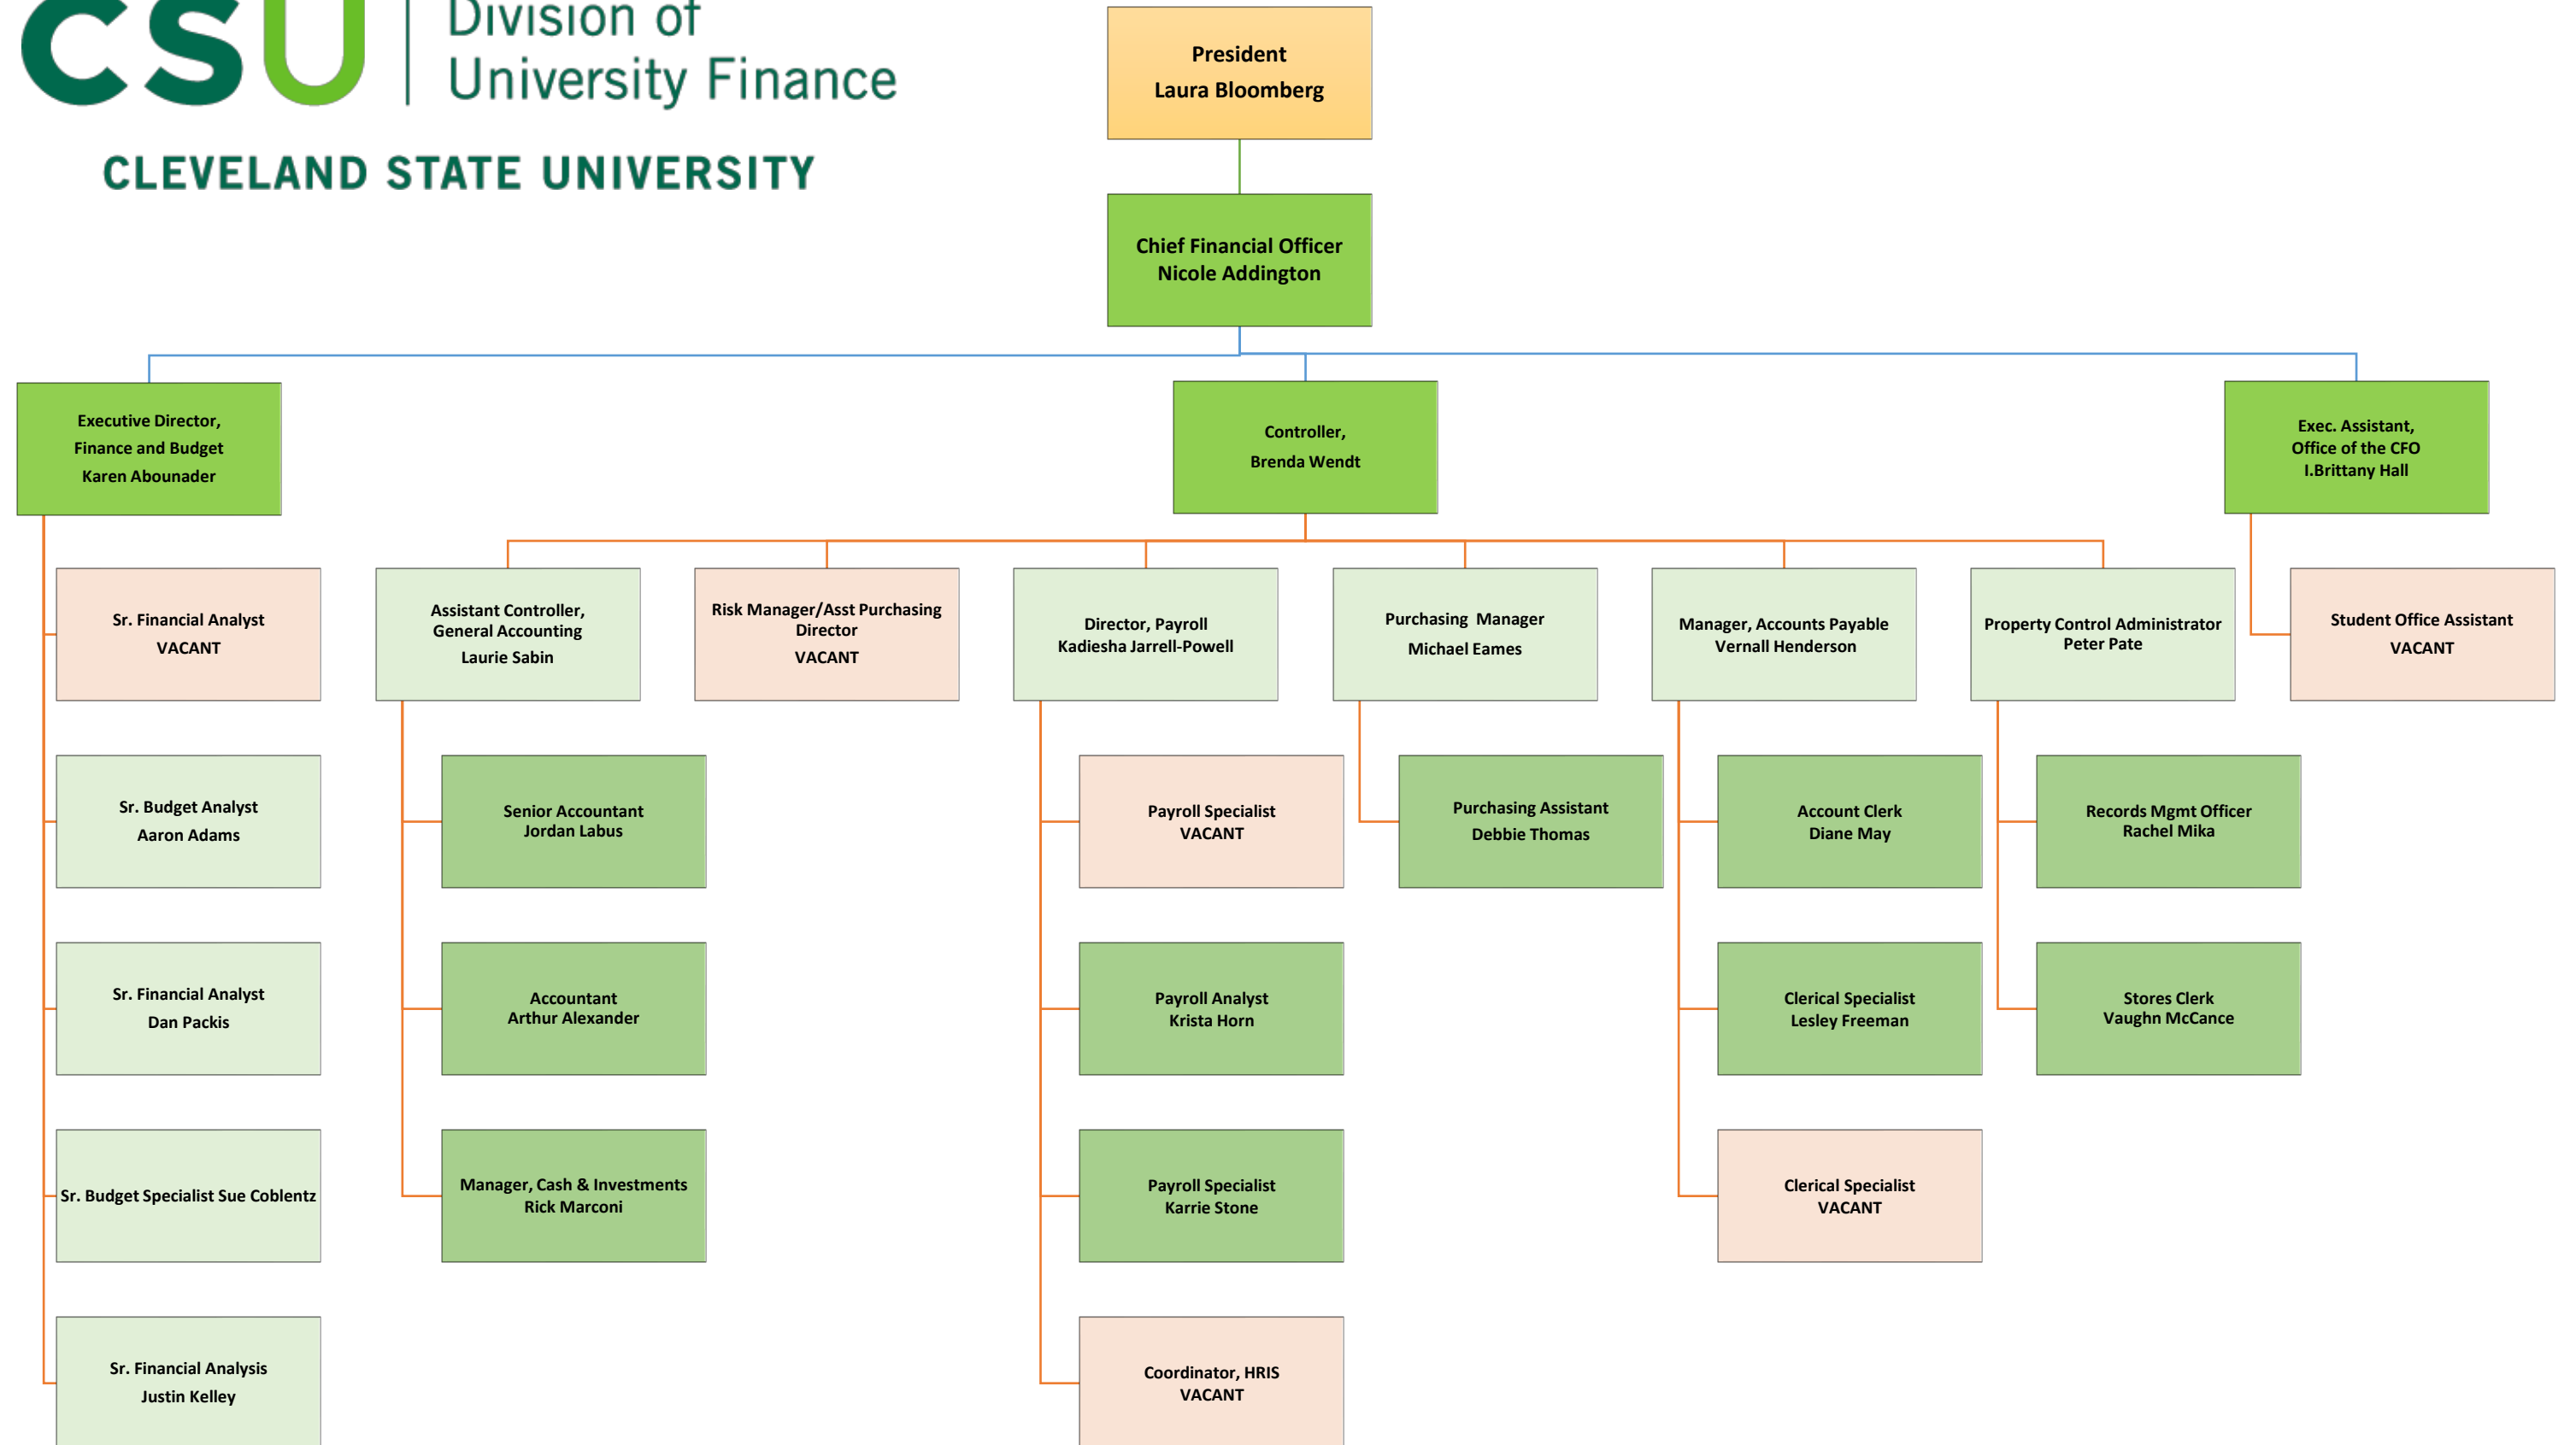 CSU
Division of
University Finance
CLEVELAND STATE UNIVERSITY
President
Laura Bloomberg
Chief Financial Officer
Nicole Addington
Executive Director,
Finance and Budget
Karen Abounader
Controller,
Brenda Wendt
Exec. Assistant,
Office of the CFO
I.Brittany Hall
Sr. Financial Analyst
VACANT
Assistant Controller,
General Accounting
Laurie Sabin
Risk Manager/Asst Purchasing
Director
VACANT
Director, Payroll
Kadiesha Jarrell-Powell
Purchasing Manager
Michael Eames
Manager, Accounts Payable
Vernall Henderson
Property Control Administrator
Peter Pate
Student Office Assistant
VACANT
Sr. Budget Analyst
Aaron Adams
Senior Accountant
Jordan Labus
Payroll Specialist
VACANT
Purchasing Assistant
Debbie Thomas
Account Clerk
Diane May
Records Mgmt Officer
Rachel Mika
Sr. Financial Analyst
Dan Packis
Accountant
Arthur Alexander
Payroll Analyst
Krista Horn
Clerical Specialist
Lesley Freeman
Stores Clerk
Vaughn McCance
Sr. Budget Specialist Sue Coblentz
Manager, Cash & Investments
Rick Marconi
Payroll Specialist
Karrie Stone
Clerical Specialist
VACANT
Sr. Financial Analysis
Justin Kelley
Coordinator, HRIS
VACANT